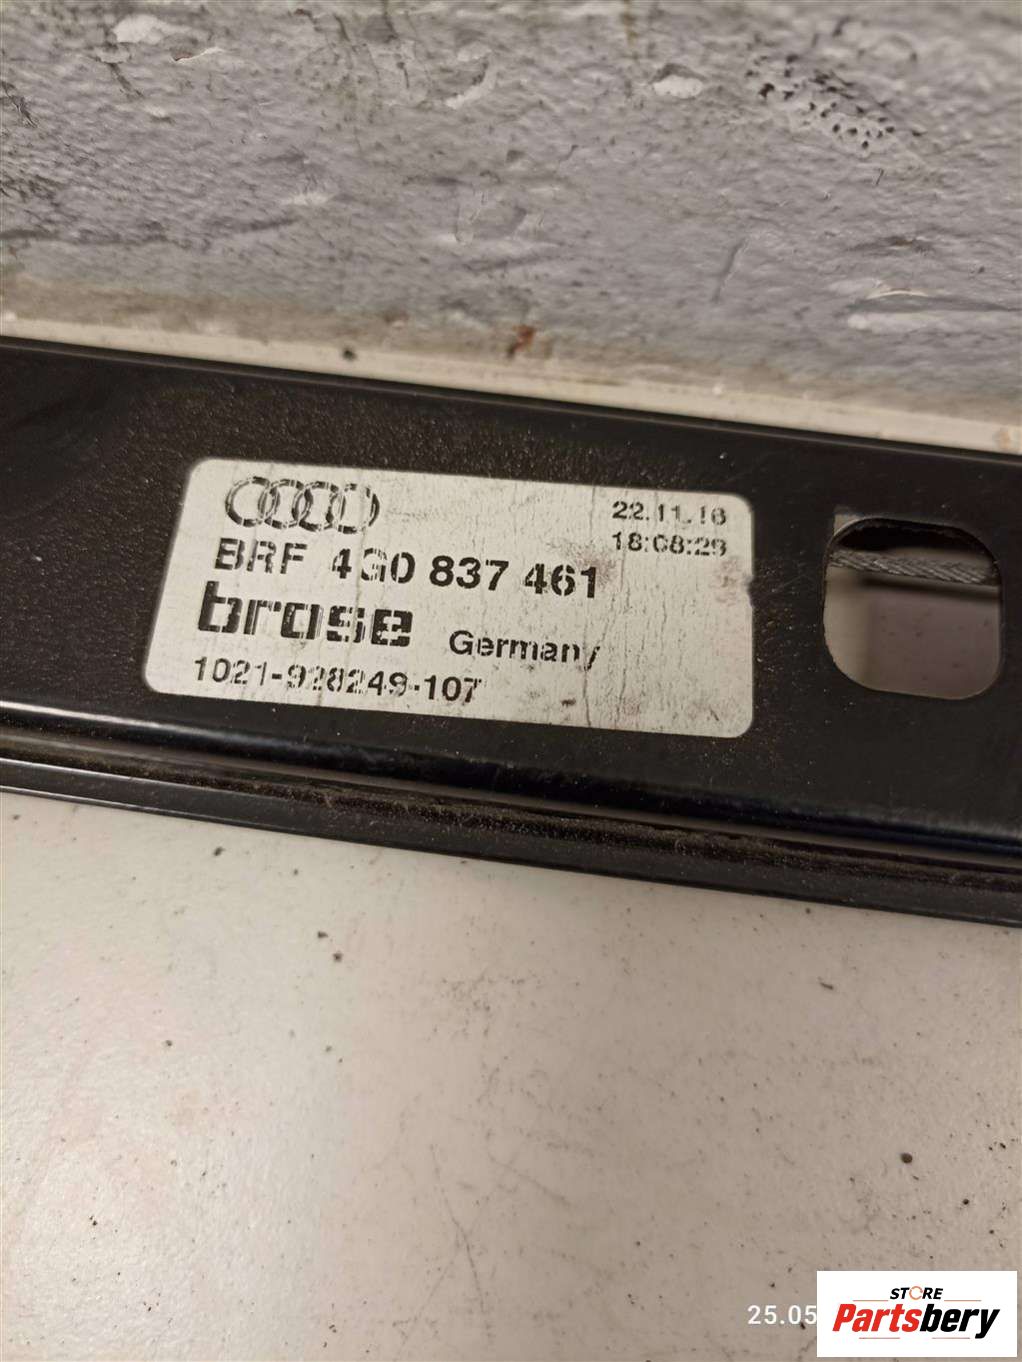 22.11.16
18:08:29
BRF 4G0 837 461
brose Germany
1021-928249-107
25.05
STORE
Partsbery